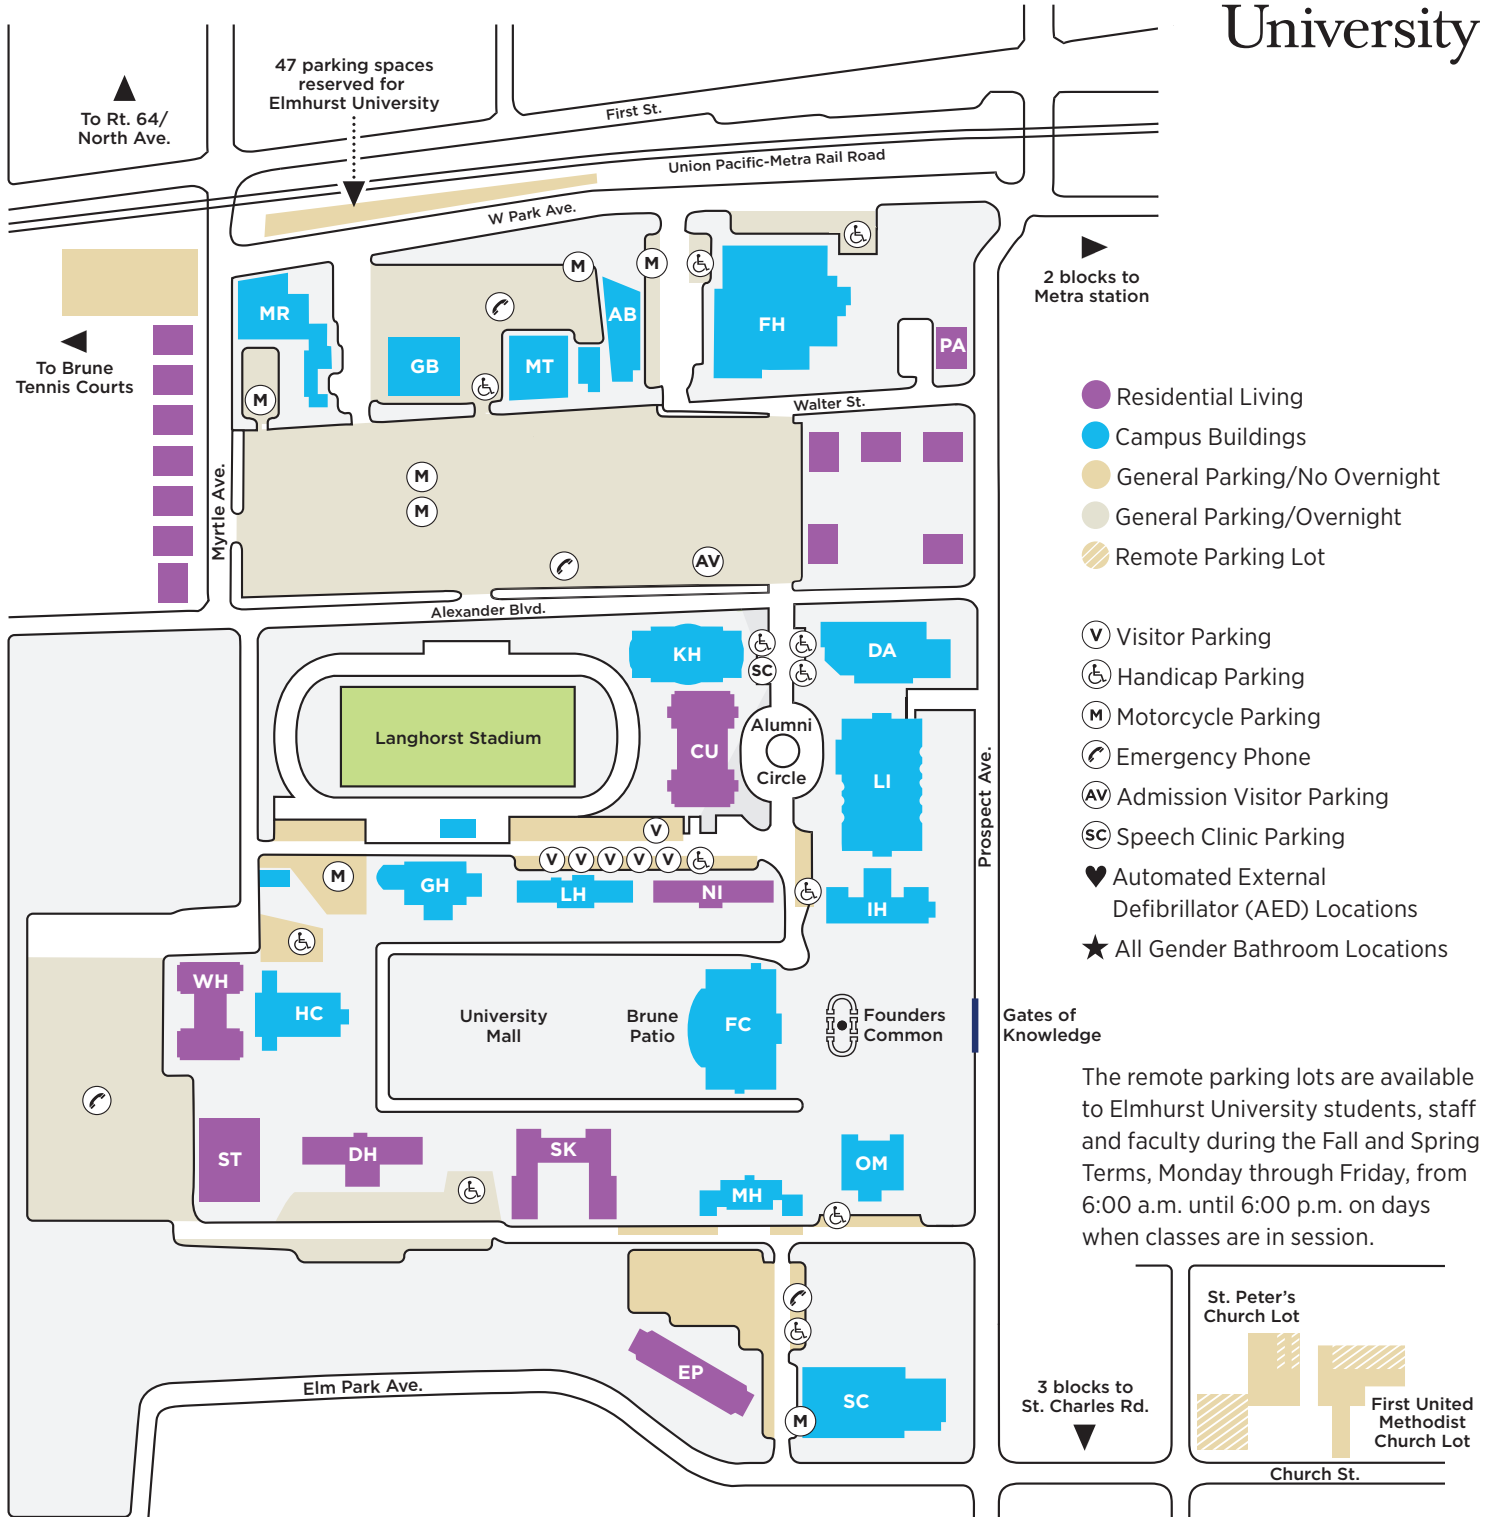 University
47 parking spaces
reserved for
Elmhurst University
To Rt. 64/
North Ave.
First St.
Union Pacific-Metra Rail Road
W Park Ave.
2 blocks to
Metra station
To Brune
Tennis Courts
MR
M
GB
M
MT
AB
M
FH
PA
M
Walter St.
Myrtle Ave.
M
M
AV
Alexander Blvd.
Residential Living
Campus Buildings
General Parking/No Overnight
General Parking/Overnight
Remote Parking Lot
V Visitor Parking
Handicap Parking
M Motorcycle Parking
Emergency Phone
AV Admission Visitor Parking
SC Speech Clinic Parking
Automated External
Defibrillator (AED) Locations
All Gender Bathroom Locations
KH
SC
DA
Langhorst Stadium
CU
Alumni
Circle
LI
Prospect Ave.
V
V V V V V
M
GH
LH
NI
IH
WH
HC
University
Mall
Brune
Patio
FC
Founders
Common
Gates of
Knowledge
ST
DH
SK
MH
OM
The remote parking lots are available
to Elmhurst University students, staff
and faculty during the Fall and Spring
Terms, Monday through Friday, from
6:00 a.m. until 6:00 p.m. on days
when classes are in session.
EP
SC
M
Elm Park Ave.
3 blocks to
St. Charles Rd.
St. Peter's
Church Lot
First United
Methodist
Church Lot
Church St.